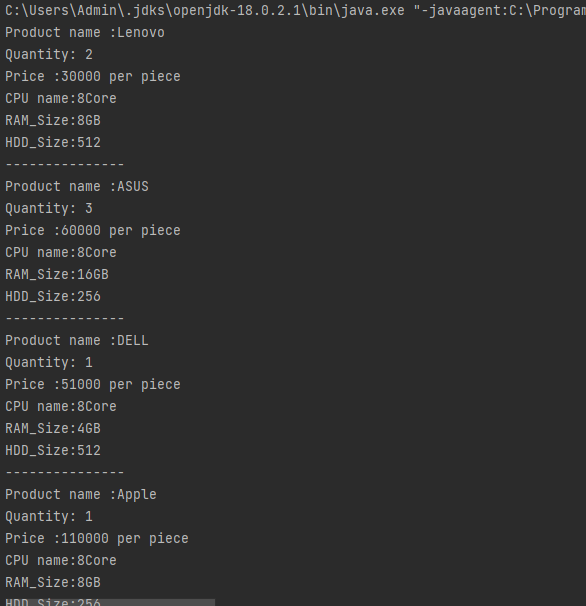 C:\Users\Admin\.jdks\openjdk-18.0.2.1\bin\java.exe "-javaagent:C:\Program
Product name :Lenovo
Quantity: 2
Price :30000 per piece
CPU name:8Core
RAM_Size:8GB
HDD_Size:512
---------------
Product name :ASUS
Quantity: 3
Price :60000 per piece
CPU name:8Core
RAM_Size:16GB
HDD_Size:256
---------------
Product name :DELL
Quantity: 1
Price :51000 per piece
CPU name:8Core
RAM_Size:4GB
HDD_Size:512
---------------
Product name :Apple
Quantity: 1
Price :110000 per piece
CPU name:8Core
RAM_Size:8GB
HDD_Size:256